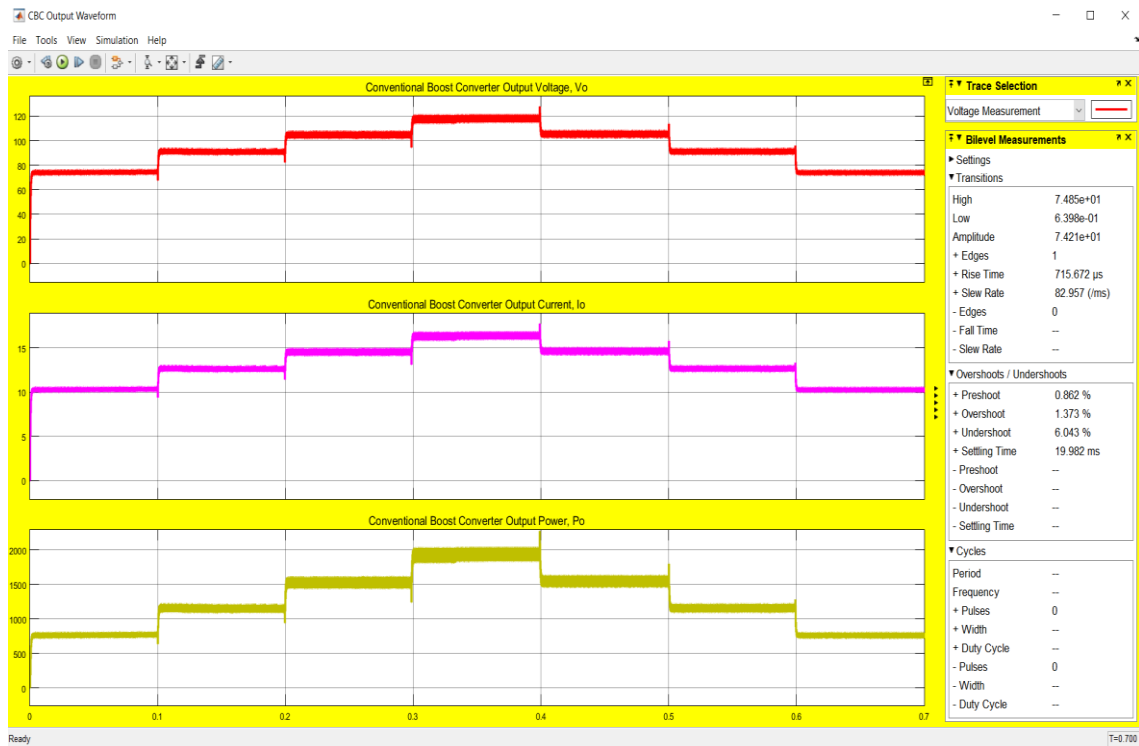 CBC Output Waveform
File Tools View Simulation Help
Conventional Boost Converter Output Voltage, Vo
120
100
80
60
40
20
0
Conventional Boost Converter Output Current, Io
15
10
5
0
Conventional Boost Converter Output Power, Po
2000
1500
1000
500
0
0 0.1 0.2 0.3 0.4 0.5 0.6 0.7
Trace Selection
Voltage Measurement
Bilevel Measurements
Settings
Transitions
High 7.485e+01
Low 6.398e-01
Amplitude 7.421e+01
+ Edges 1
+ Rise Time 715.672 µs
+ Slew Rate 82.957 (/ms)
- Edges 0
- Fall Time --
- Slew Rate --
Overshoots / Undershoots
+ Preshoot 0.862 %
+ Overshoot 1.373 %
+ Undershoot 6.043 %
+ Settling Time 19.982 ms
- Preshoot --
- Overshoot --
- Undershoot --
- Settling Time --
Cycles
Period --
Frequency --
+ Pulses 0
+ Width --
+ Duty Cycle --
- Pulses 0
- Width --
- Duty Cycle --
Ready T=0.700